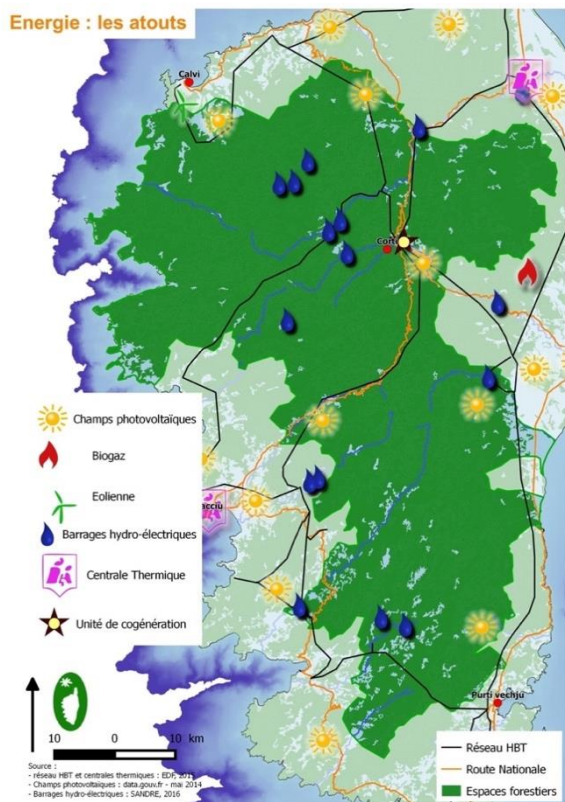 Energie : les atouts
Calvi
Champs photovoltaïques
Biogaz
Eolienne
Barrages hydro-électriques
Centrale Thermique
Unité de cogénération
Purti vechju
10 0 10 km
Source :
- réseau HBT et centrales thermiques : EDF,
- Champs photovoltaïques : data.gouv.fr - mai 2014
- Barrages hydro-électriques : SANDRE, 2016
Réseau HBT
Route Nationale
Espaces forestiers